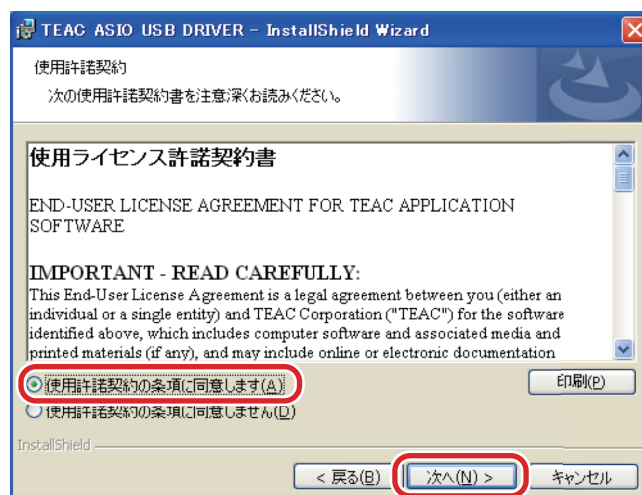 TEAC ASIO USB DRIVER - InstallShield Wizard
使用許諾契約
次の使用許諾契約書を注意深くお読みください。
使用ライセンス許諾契約書
END-USER LICENSE AGREEMENT FOR TEAC APPLICATION
SOFTWARE
IMPORTANT - READ CAREFULLY:
This End-User License Agreement is a legal agreement between you (either an
individual or a single entity) and TEAC Corporation ("TEAC") for the software
identified above, which includes computer software and associated media and
printed materials (if any), and may include online or electronic documentation
使用許諾契約の条項に同意します(A)
印刷(P)
使用許諾契約の条項に同意しません(D)
InstallShield
< 戻る(B)
次へ(N) >
キャンセル